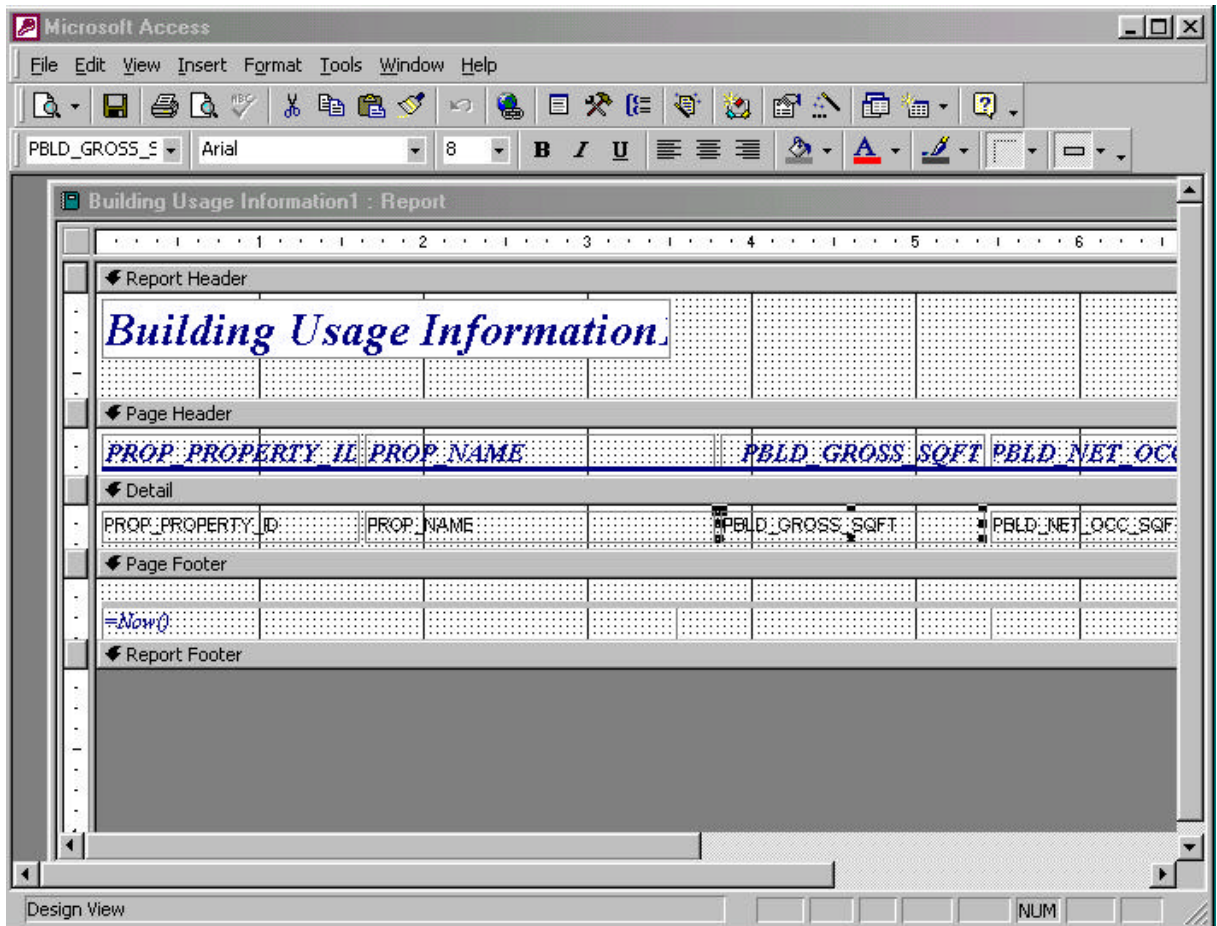 Microsoft Access
File Edit View Insert Format Tools Window Help
PBLD_GROSS_S Arial 8 B I U A
Building Usage Information1 : Report
1 2 3 4 5 6
Report Header
Building Usage Information1
Page Header
PROP_PROPERTY_ID PROP_NAME PBLD_GROSS_SQFT PBLD_NET_OCC
Detail
PROP_PROPERTY_ID PROP_NAME PBLD_GROSS_SQFT PBLD_NET_OCC_SQF
Page Footer
=Now()
Report Footer
Design View NUM